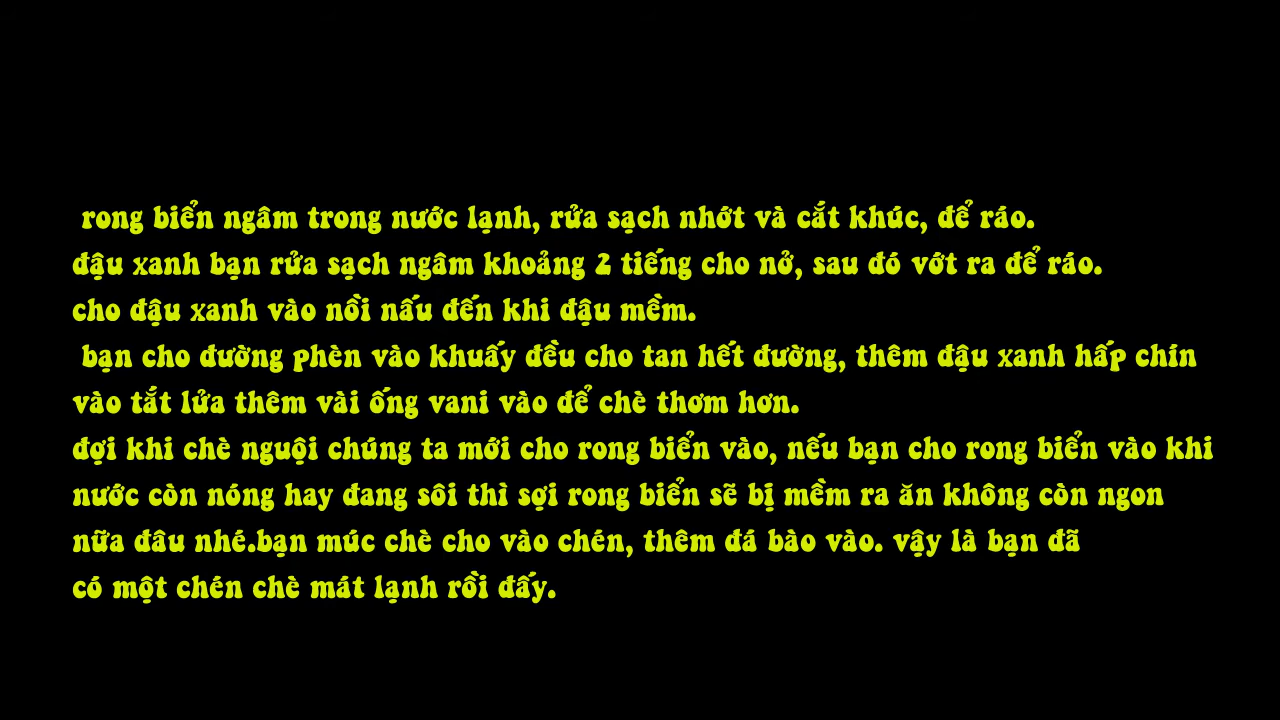 rong biển ngâm trong nước lạnh, rửa sạch nhớt và cắt khúc, để ráo.
đậu xanh bạn rửa sạch ngâm khoảng 2 tiếng cho nở, sau đó vớt ra để ráo.
cho đậu xanh vào nồi nấu đến khi đậu mềm.
bạn cho đường phèn vào khuấy đều cho tan hết đường, thêm đậu xanh hấp chín
vào tắt lửa thêm vài ống vani vào để chè thơm hơn.
đợi khi chè nguội chúng ta mới cho rong biển vào, nếu bạn cho rong biển vào khi
nước còn nóng hay đang sôi thì sợi rong biển sẽ bị mềm ra ăn không còn ngon
nữa đâu nhé.bạn múc chè cho vào chén, thêm đá bào vào. vậy là bạn đã
có một chén chè mát lạnh rồi đấy.